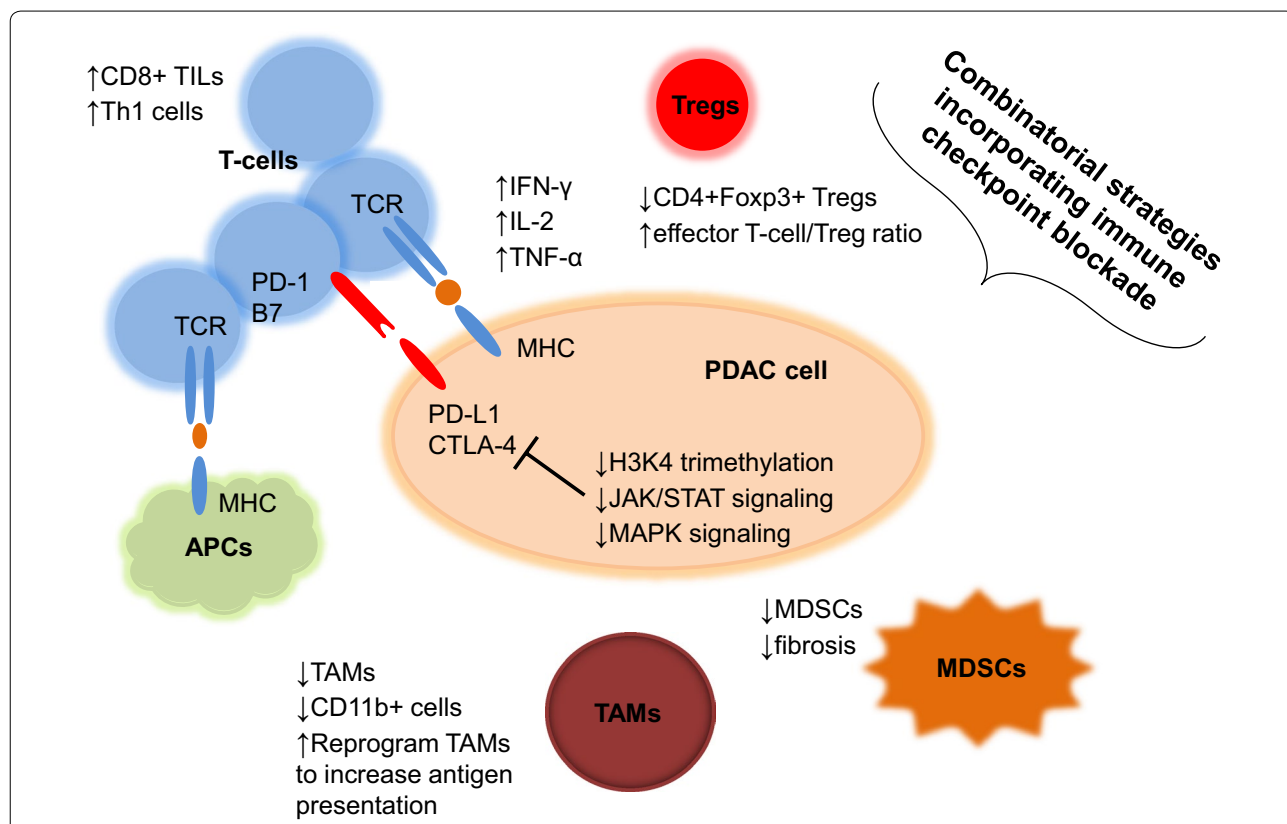 ↑CD8+ TILs
↑Th1 cells
T-cells
TCR
PD-1
B7
TCR
MHC
APCs
↑IFN-γ
↑IL-2
↑TNF-α
Tregs
↓CD4+Foxp3+ Tregs
↑effector T-cell/Treg ratio
Combinatorial strategies
incorporating immune
checkpoint blockade
MHC
PDAC cell
PD-L1
CTLA-4
↓H3K4 trimethylation
↓JAK/STAT signaling
↓MAPK signaling
↓MDSCs
↓fibrosis
MDSCs
↓TAMs
↓CD11b+ cells
↑Reprogram TAMs
to increase antigen
presentation
TAMs